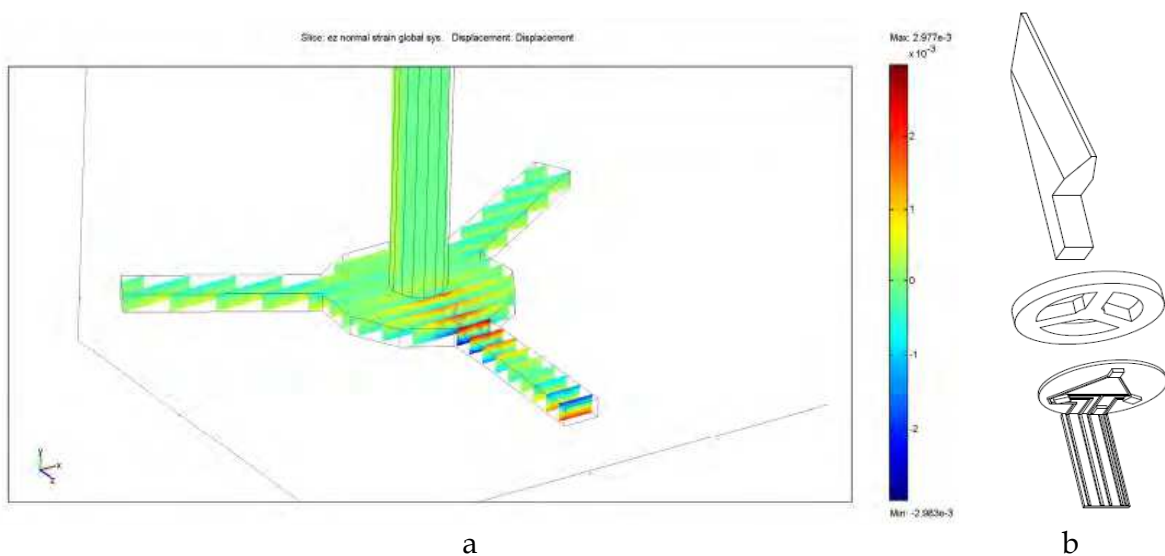 Slice: ez normal strain global sys. Displacement: Displacement
Max: 2.977e-3
x 10⁻³
2
1
0
-1
-2
Min: -2.983e-3
y
x
z
a
b